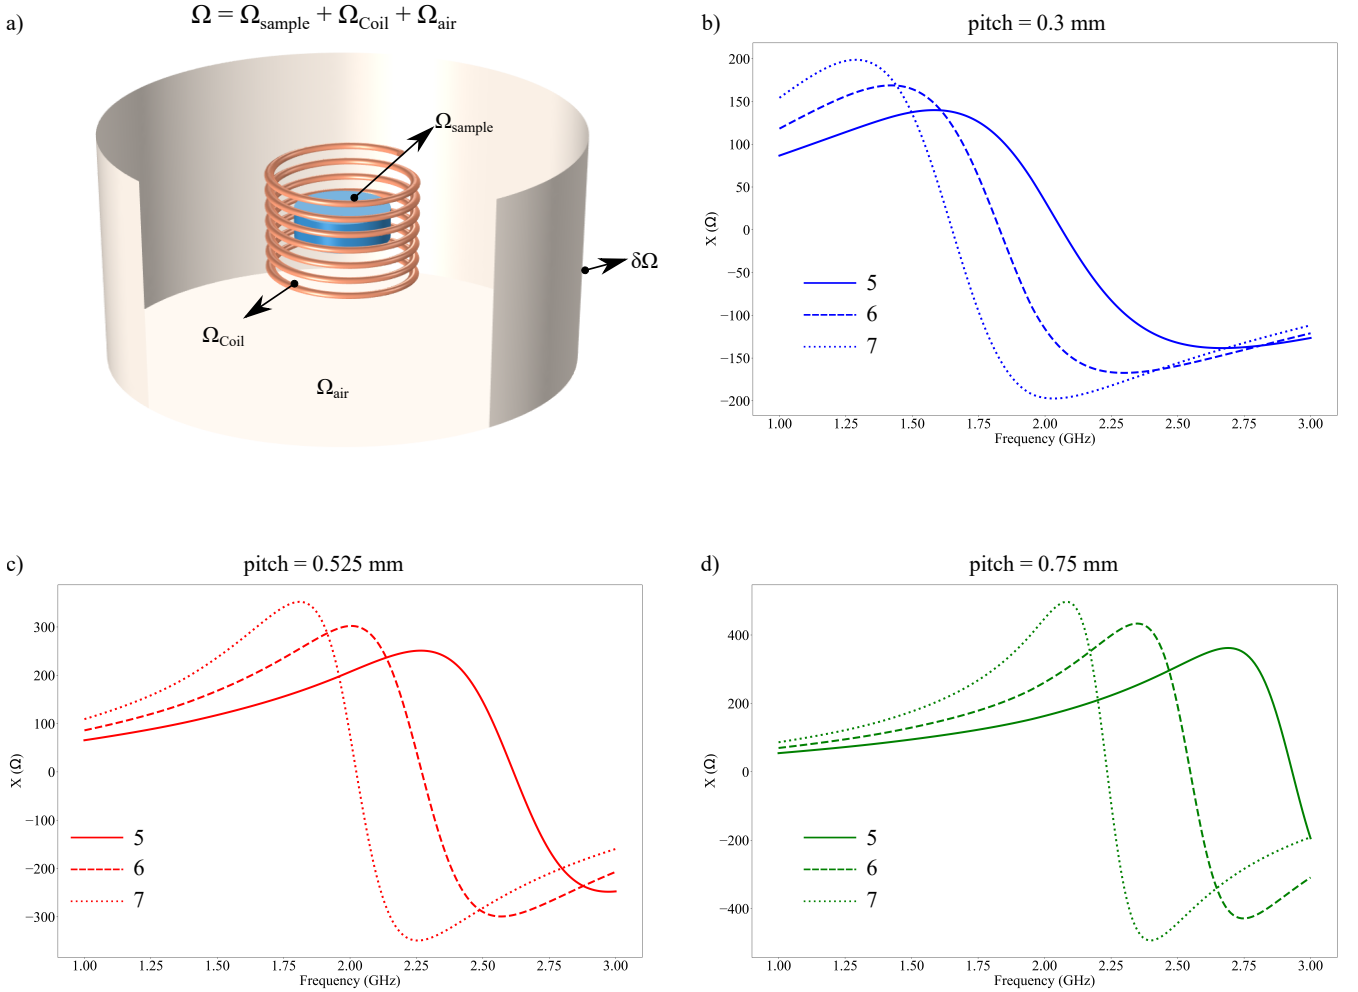 a)
Ω = Ωsample + ΩCoil + Ωair
Ωsample
δΩ
ΩCoil
Ωair
b)
pitch = 0.3 mm
200
150
100
50
0
−50
−100
−150
−200
X (Ω)
5
6
7
1.00 1.25 1.50 1.75 2.00 2.25 2.50 2.75 3.00
Frequency (GHz)
c)
pitch = 0.525 mm
300
200
100
0
−100
−200
−300
X (Ω)
5
6
7
1.00 1.25 1.50 1.75 2.00 2.25 2.50 2.75 3.00
Frequency (GHz)
d)
pitch = 0.75 mm
400
200
0
−200
−400
X (Ω)
5
6
7
1.00 1.25 1.50 1.75 2.00 2.25 2.50 2.75 3.00
Frequency (GHz)